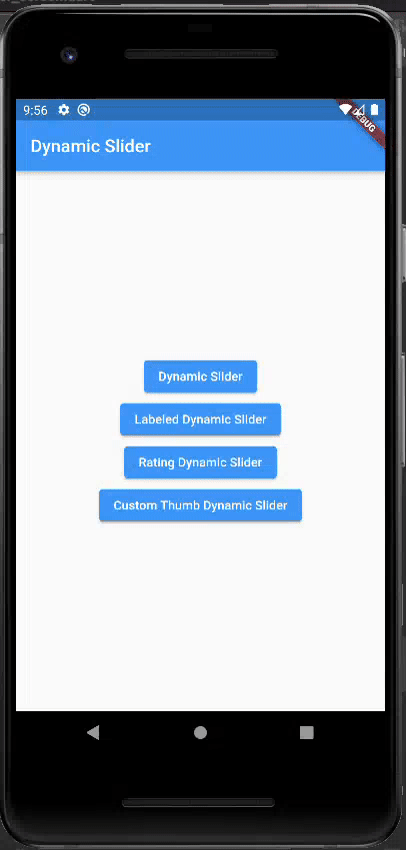 9:56
DEBUG
Dynamic Slider
Dynamic Slider
Labeled Dynamic Slider
Rating Dynamic Slider
Custom Thumb Dynamic Slider